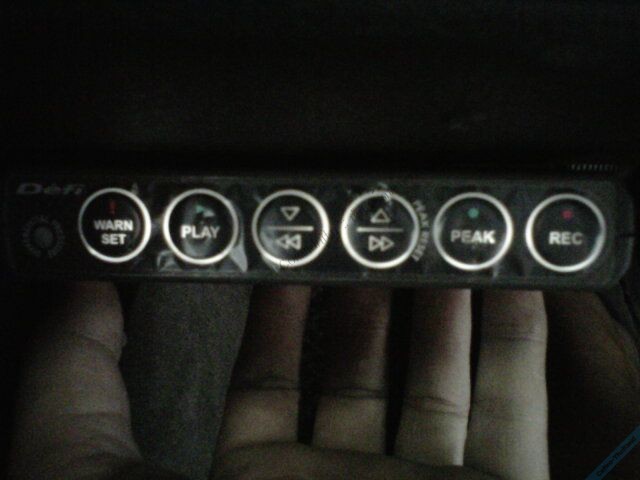 Defi
WARN
SET
PLAY
PEAK RESET
PEAK
REC